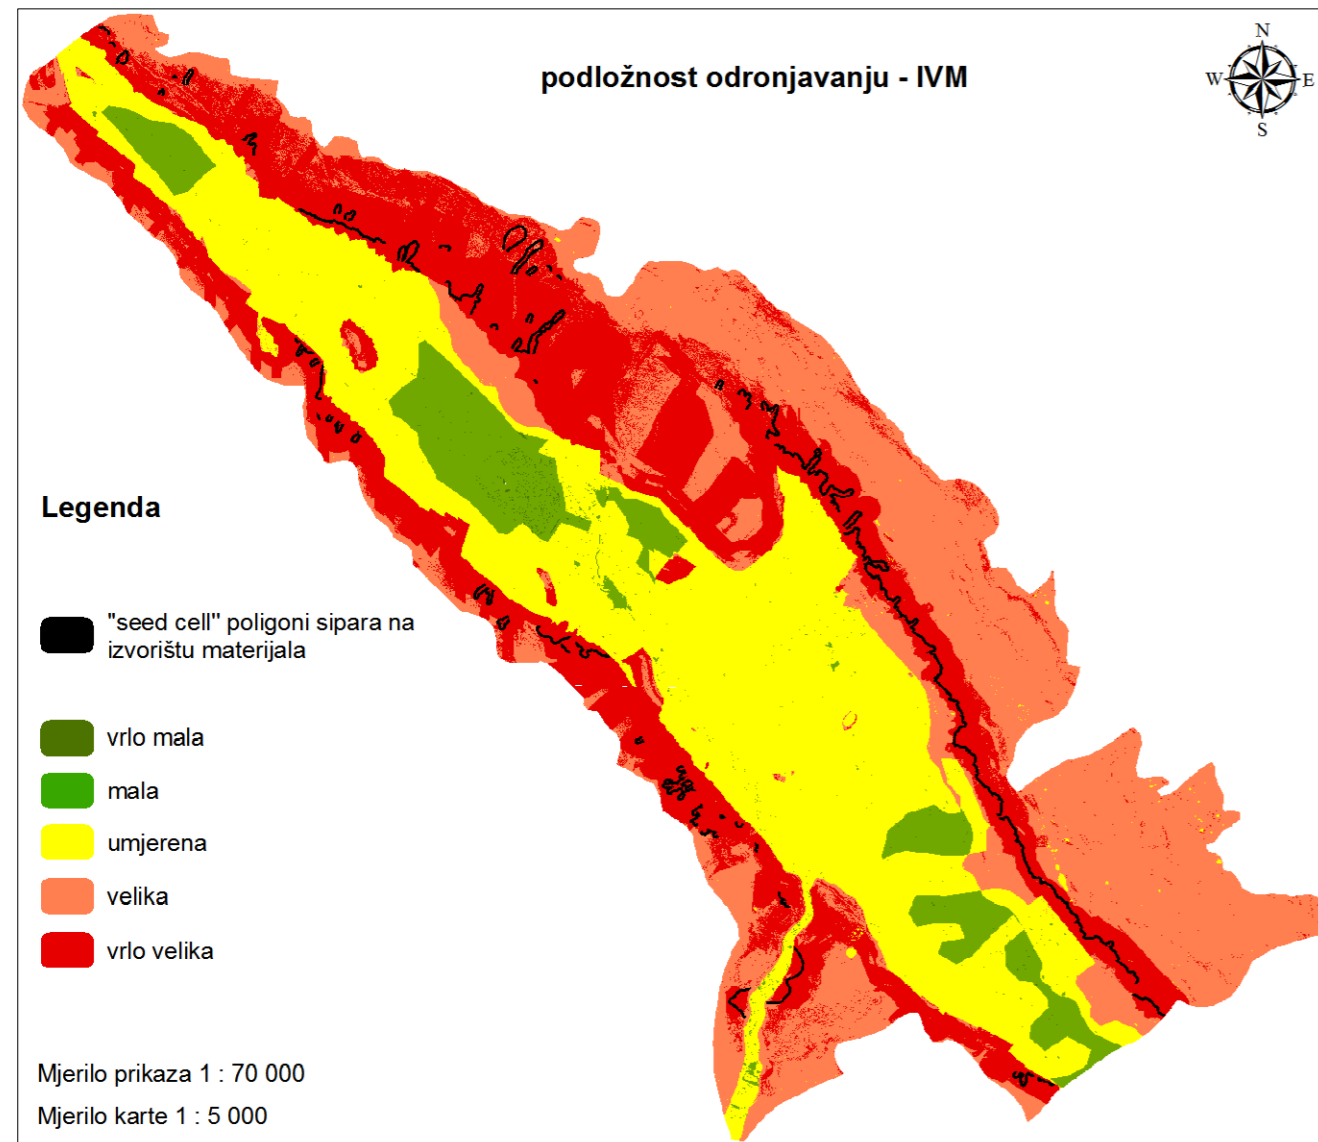 podložnost odronjavanju - IVM
N
W E
S
Legenda
"seed cell" poligoni sipara na
izvorištu materijala
vrlo mala
mala
umjerena
velika
vrlo velika
Mjerilo prikaza 1 : 70 000
Mjerilo karte 1 : 5 000